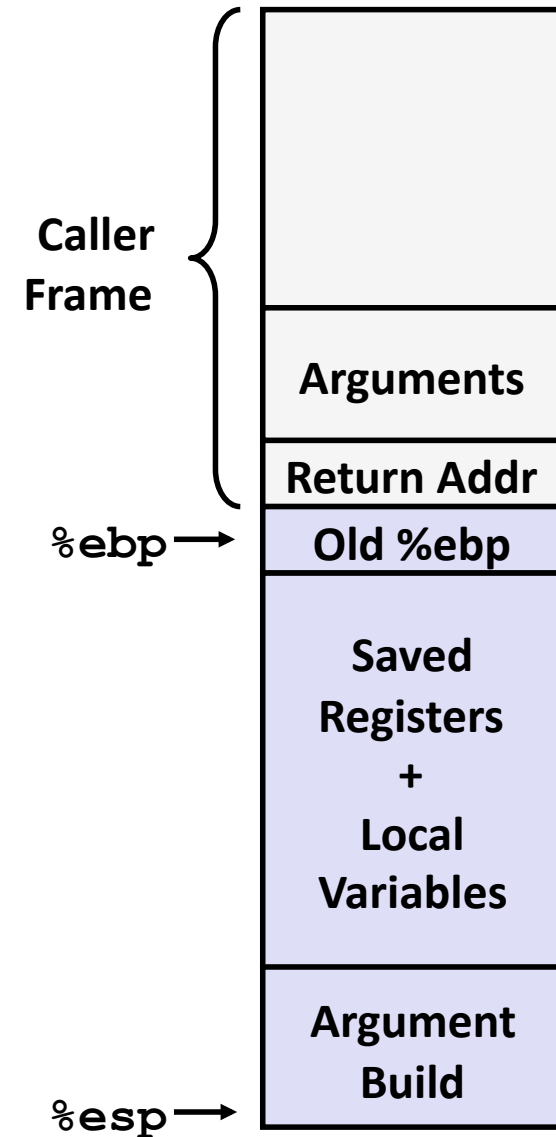 Caller
Frame
Arguments
Return Addr
%ebp
Old %ebp
Saved
Registers
+
Local
Variables
Argument
Build
%esp